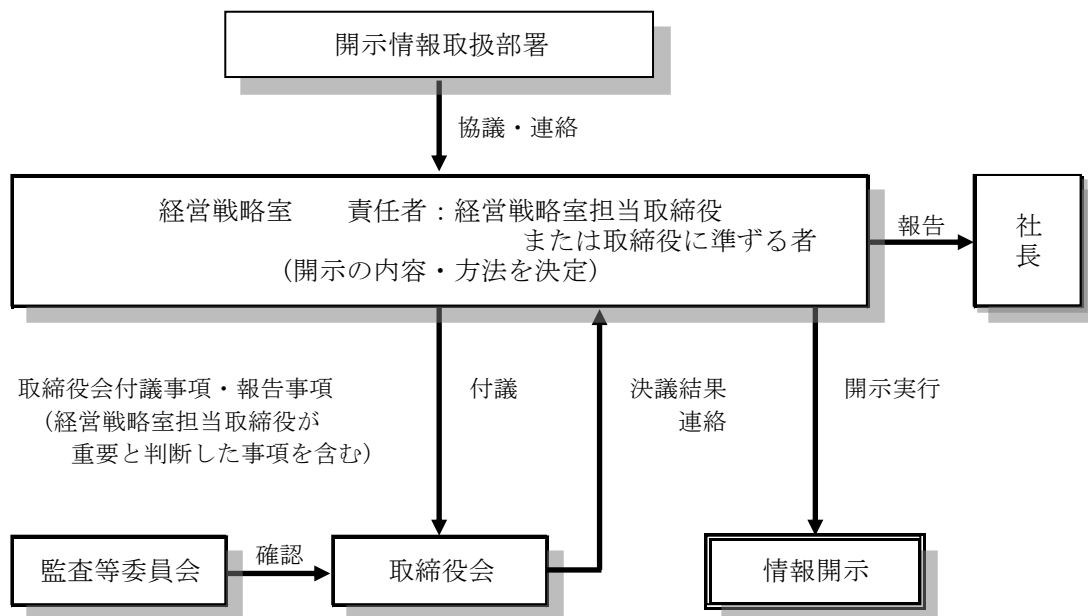 開示情報取扱部署
協議・連絡
経営戦略室　　責任者：経営戦略室担当取締役
または取締役に準ずる者
（開示の内容・方法を決定）
報告
社
長
取締役会付議事項・報告事項
（経営戦略室担当取締役が
重要と判断した事項を含む）
付議
決議結果
連絡
開示実行
監査等委員会
確認
取締役会
情報開示